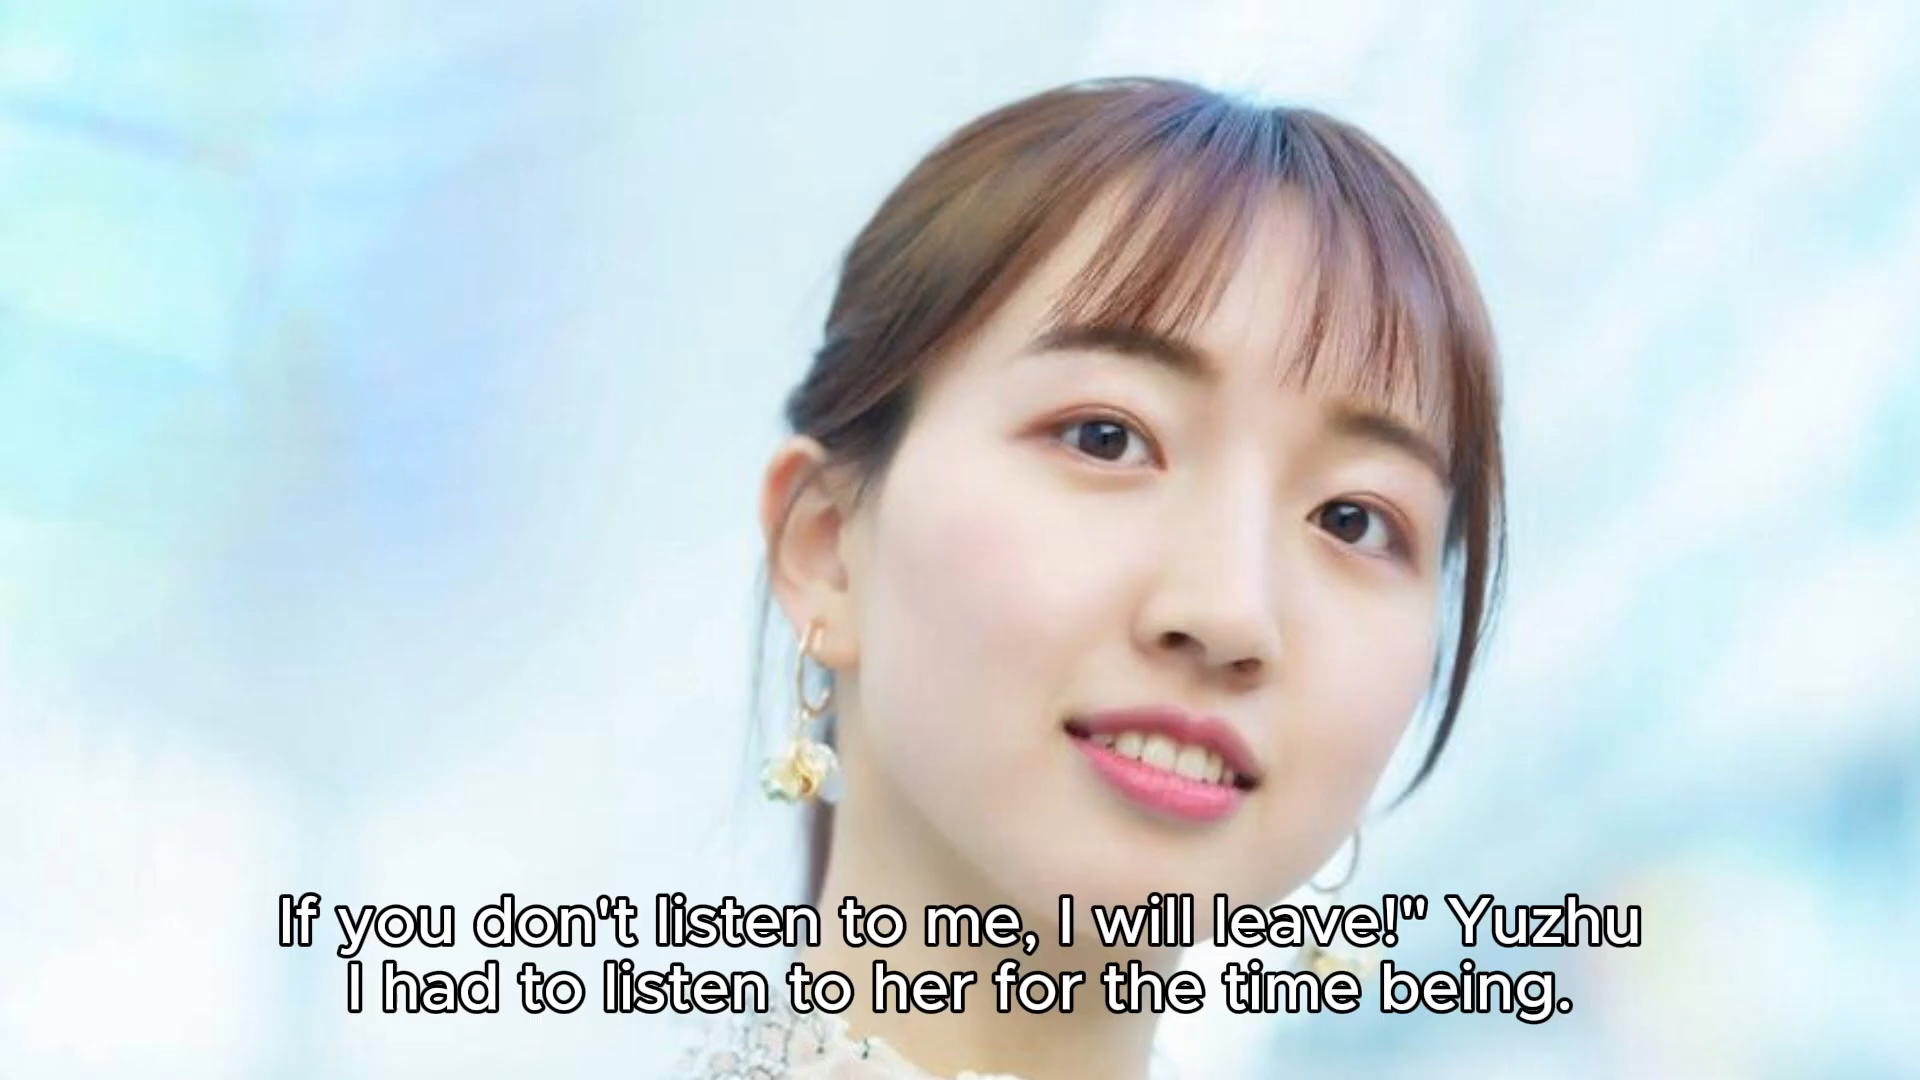 If you don't listen to me, I will leave!" Yuzhu
I had to listen to her for the time being.